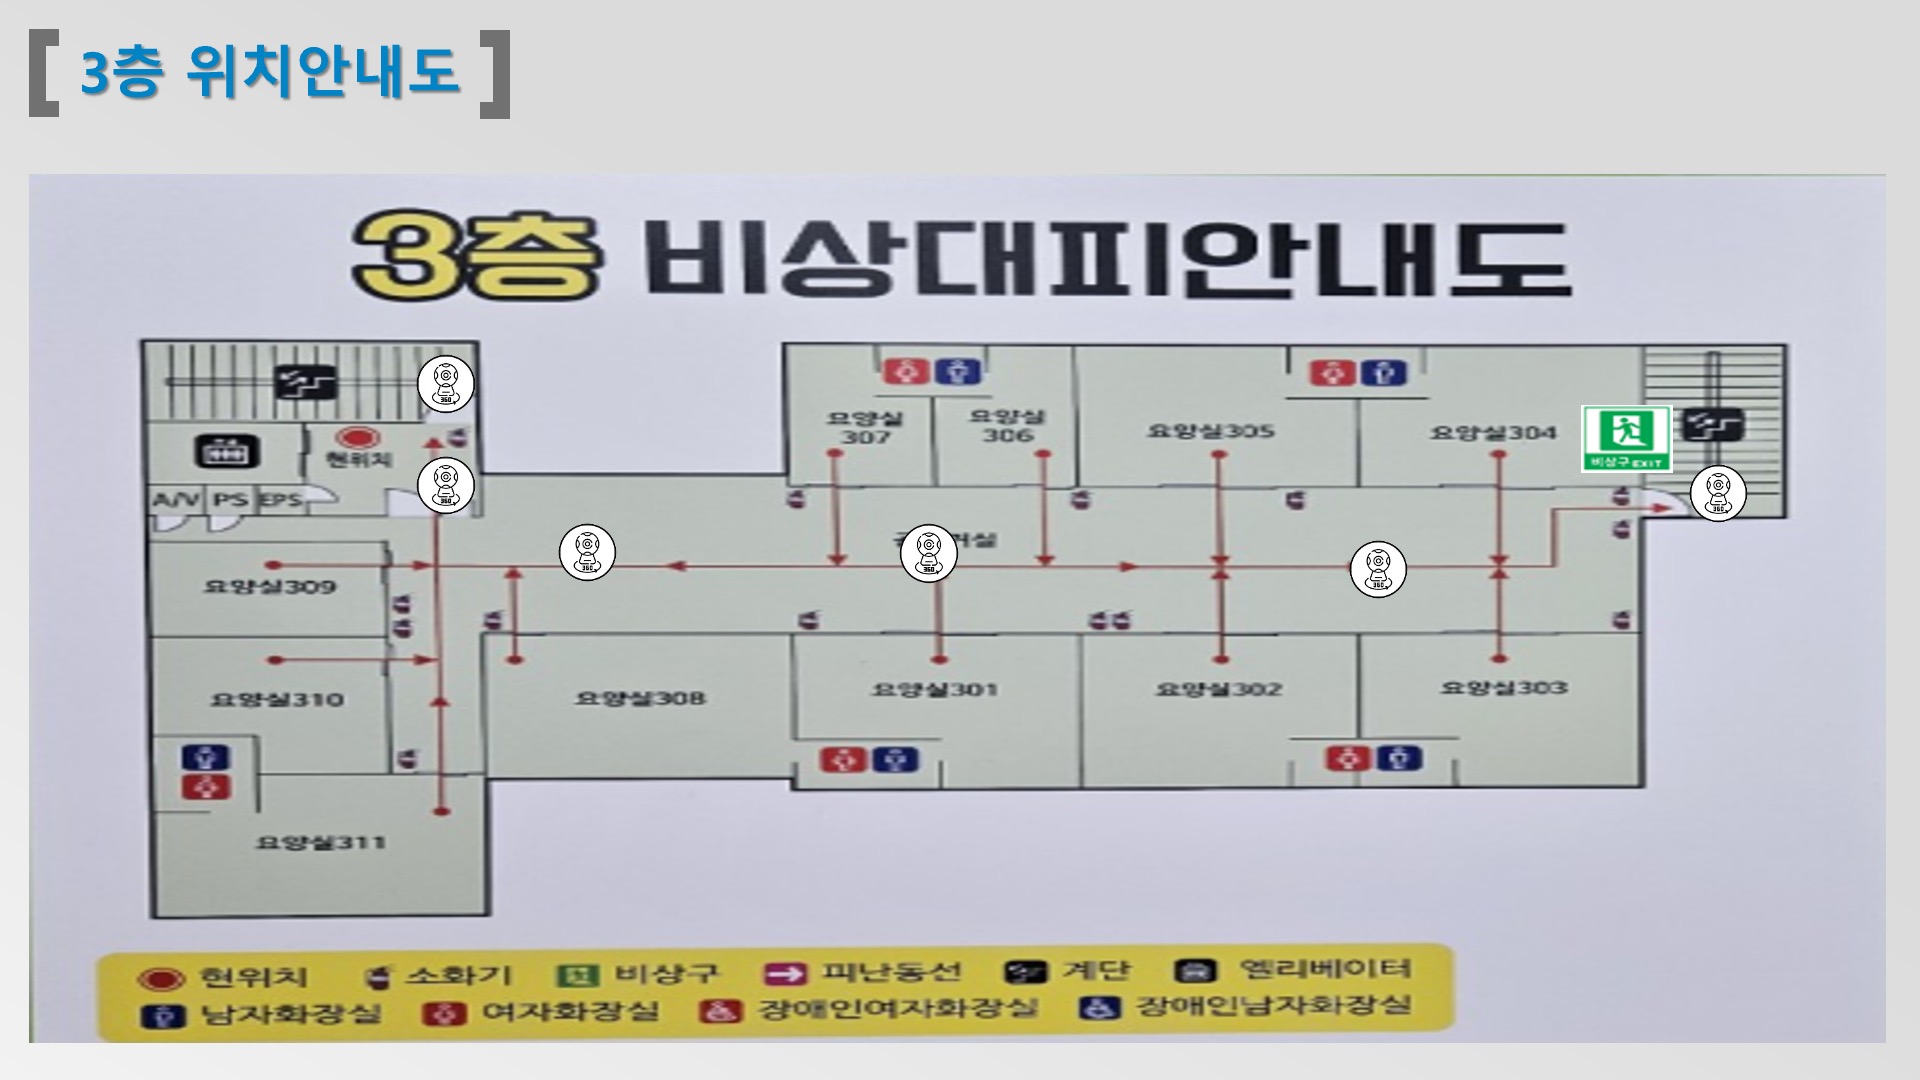 [ 3층 위치안내도 ]
3층 비상대피안내도
요양실 307
요양실 306
요양실305
요양실304
비상구 EXIT
현위치
A/V PS EPS
요양실309
요양실310
요양실308
요양실301
요양실302
요양실303
요양실311
현위치 소화기 비상구 피난동선 계단 엘리베이터
남자화장실 여자화장실 장애인여자화장실 장애인남자화장실